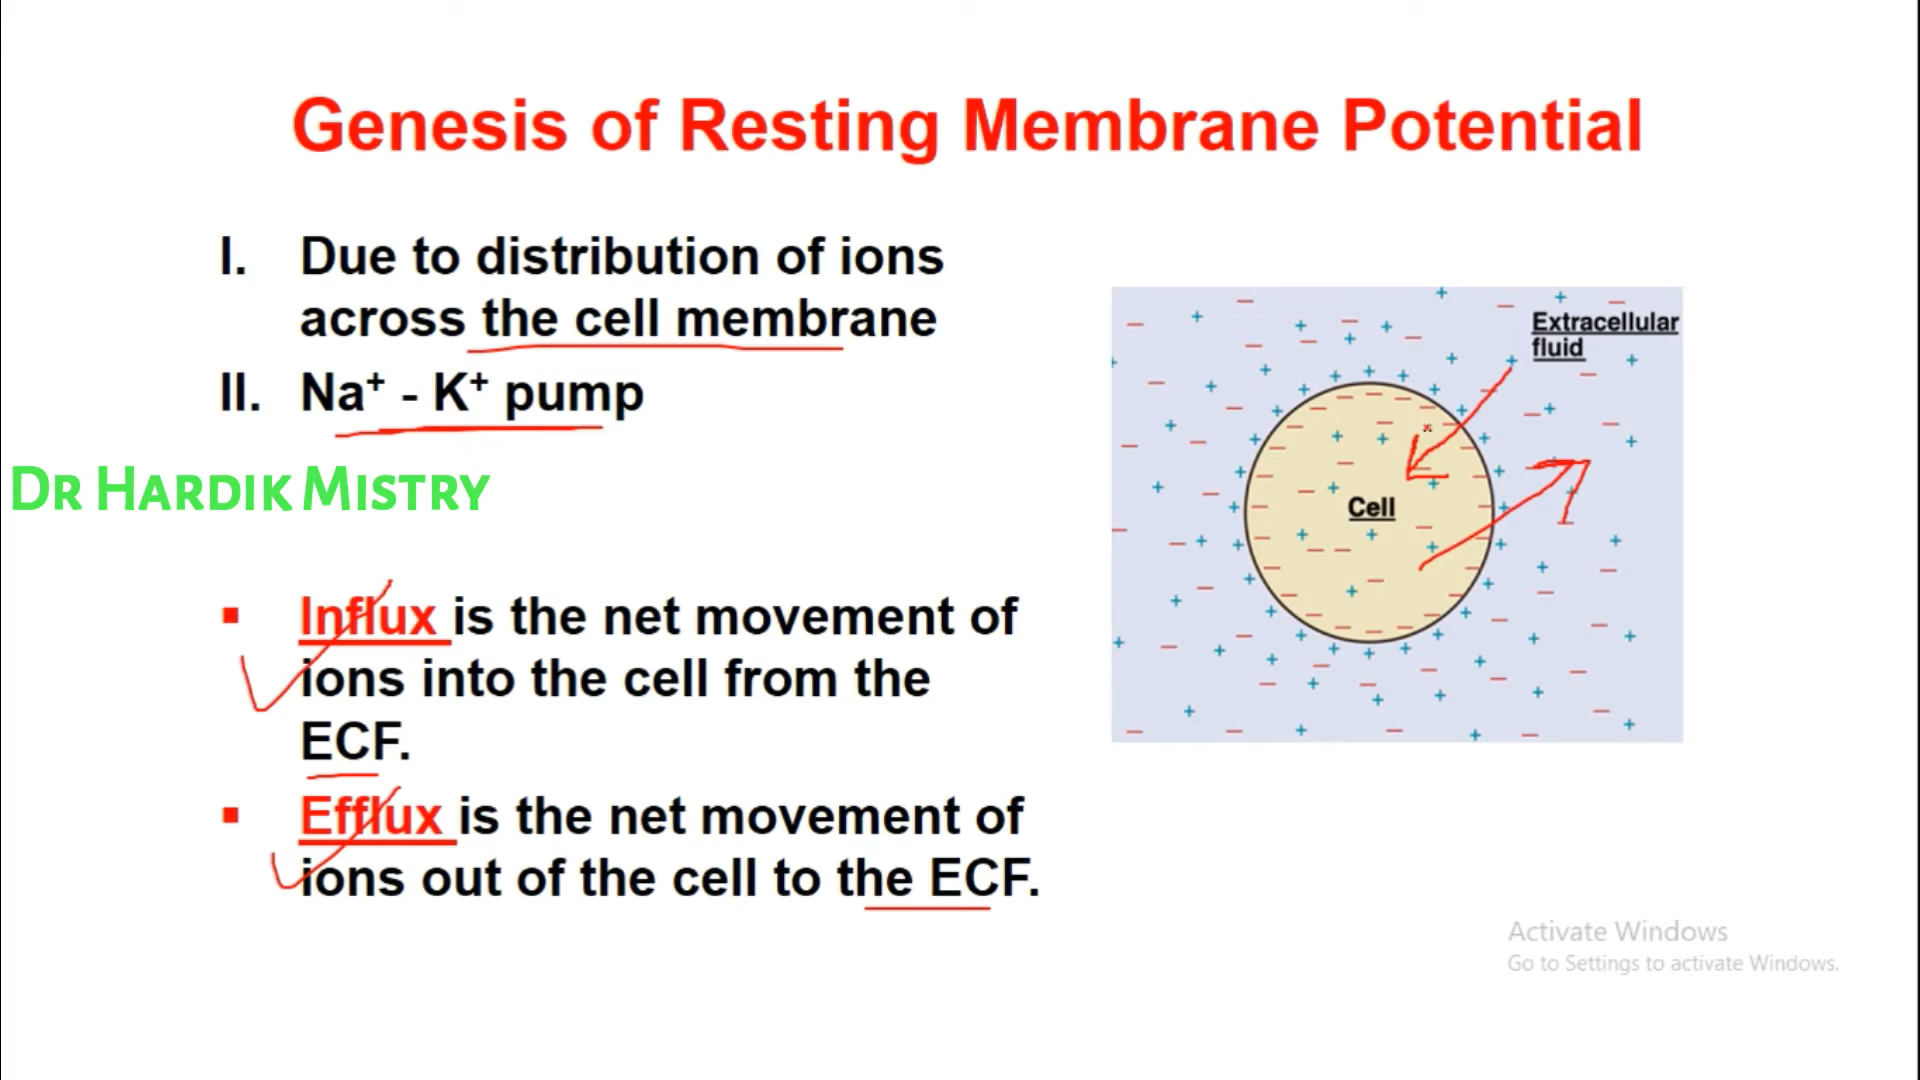 Genesis of Resting Membrane Potential
I. Due to distribution of ions
across the cell membrane
II. Na⁺ - K⁺ pump
DR HARDIK MISTRY
▪ Influx is the net movement of
ions into the cell from the
ECF.
▪ Efflux is the net movement of
ions out of the cell to the ECF.
Extracellular
fluid
Cell
Activate Windows
Go to Settings to activate Windows.